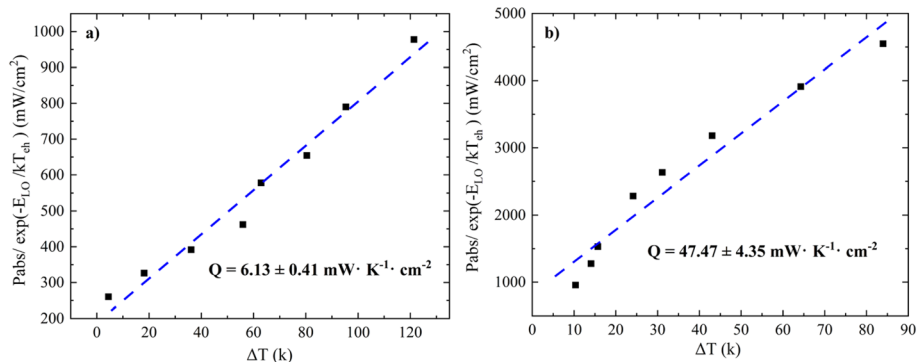 a)
1000
900
800
700
600
500
400
300
200
Pabs/ exp(-E_LO /kT_eh ) (mW/cm²)
Q = 6.13 ± 0.41 mW· K⁻¹· cm⁻²
0 20 40 60 80 100 120
ΔT (k)
b)
5000
4000
3000
2000
1000
Pabs/ exp(-E_LO /kT_eh ) (mW/cm²)
Q = 47.47 ± 4.35 mW· K⁻¹· cm⁻²
0 10 20 30 40 50 60 70 80 90
ΔT (k)